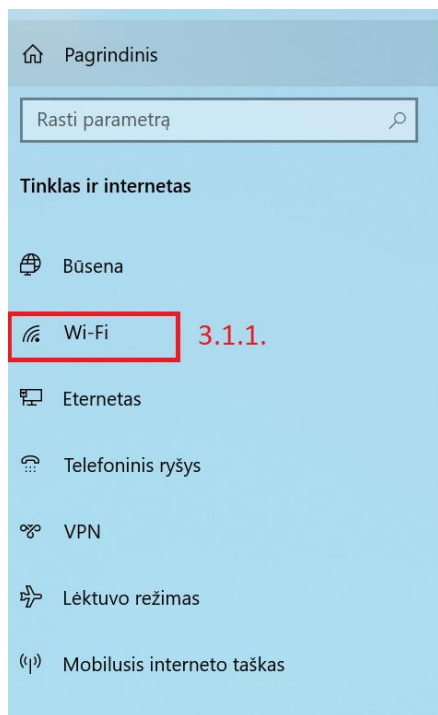 Pagrindinis
Rasti parametrą
Tinklas ir internetas
Būsena
Wi-Fi 3.1.1.
Eternetas
Telefoninis ryšys
VPN
Lėktuvo režimas
Mobilusis interneto taškas